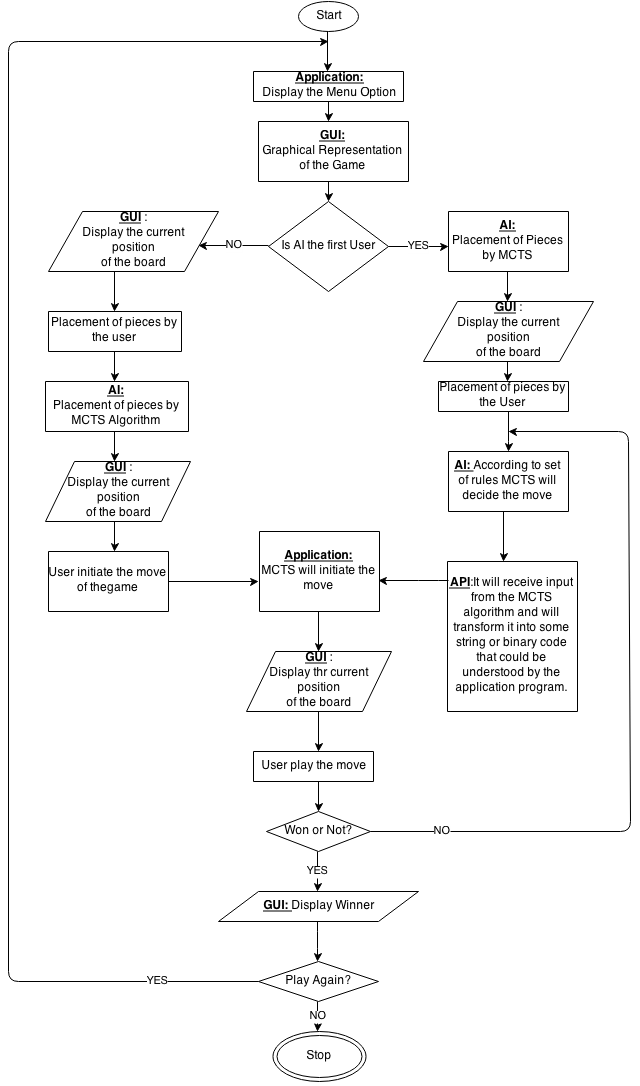 Start
Application:
Display the Menu Option
GUI:
Graphical Representation
of the Game
Is AI the first User
NO
YES
GUI :
Display the current
position
of the board
Placement of pieces by
the user
AI:
Placement of pieces by
MCTS Algorithm
GUI :
Display the current
position
of the board
User initiate the move
of thegame
AI:
Placement of Pieces
by MCTS
GUI :
Display the current
position
of the board
Placement of pieces by
the User
AI: According to set
of rules MCTS will
decide the move
API:It will receive input
from the MCTS
algorithm and will
transform it into some
string or binary code
that could be
understood by the
application program.
Application:
MCTS will initiate the
move
GUI :
Display thr current
position
of the board
User play the move
Won or Not?
NO
YES
GUI: Display Winner
Play Again?
YES
NO
Stop